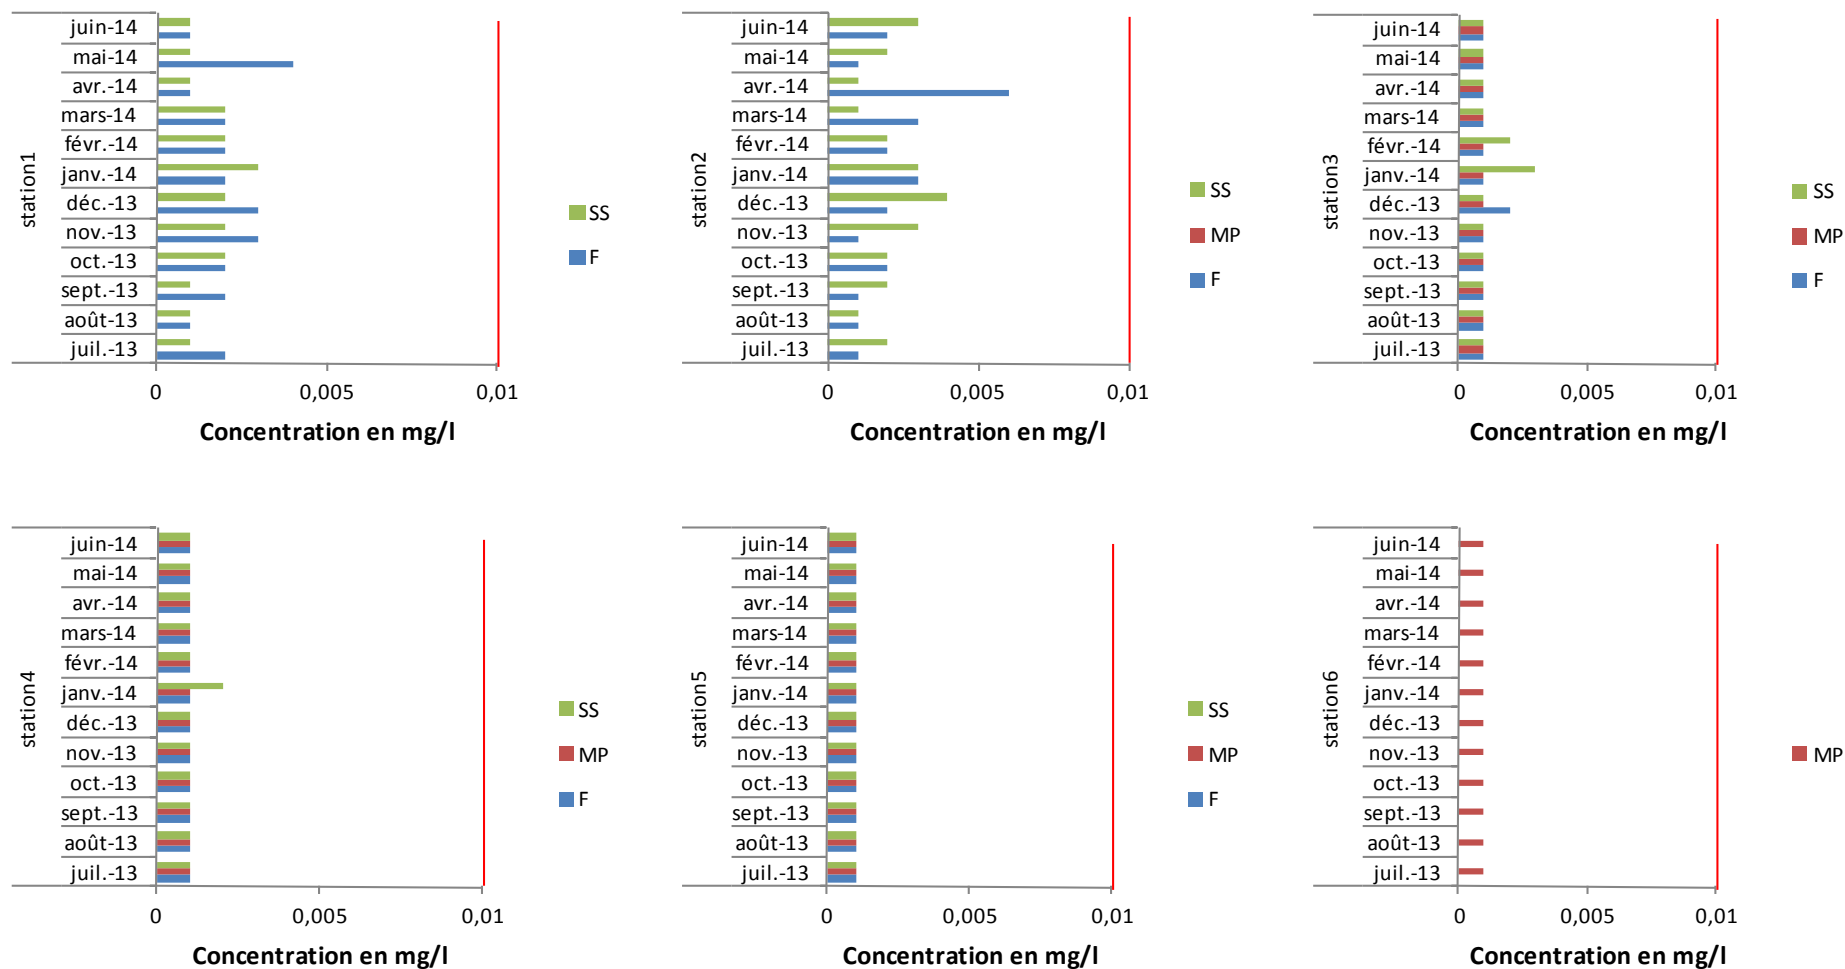 station1
juin-14
mai-14
avr.-14
mars-14
févr.-14
janv.-14
déc.-13
nov.-13
oct.-13
sept.-13
août-13
juil.-13
0 0,005 0,01
Concentration en mg/l
SS
F
station2
juin-14
mai-14
avr.-14
mars-14
févr.-14
janv.-14
déc.-13
nov.-13
oct.-13
sept.-13
août-13
juil.-13
0 0,005 0,01
Concentration en mg/l
SS
MP
F
station3
juin-14
mai-14
avr.-14
mars-14
févr.-14
janv.-14
déc.-13
nov.-13
oct.-13
sept.-13
août-13
juil.-13
0 0,005 0,01
Concentration en mg/l
SS
MP
F
station4
juin-14
mai-14
avr.-14
mars-14
févr.-14
janv.-14
déc.-13
nov.-13
oct.-13
sept.-13
août-13
juil.-13
0 0,005 0,01
Concentration en mg/l
SS
MP
F
station5
juin-14
mai-14
avr.-14
mars-14
févr.-14
janv.-14
déc.-13
nov.-13
oct.-13
sept.-13
août-13
juil.-13
0 0,005 0,01
Concentration en mg/l
SS
MP
F
station6
juin-14
mai-14
avr.-14
mars-14
févr.-14
janv.-14
déc.-13
nov.-13
oct.-13
sept.-13
août-13
juil.-13
0 0,005 0,01
Concentration en mg/l
MP